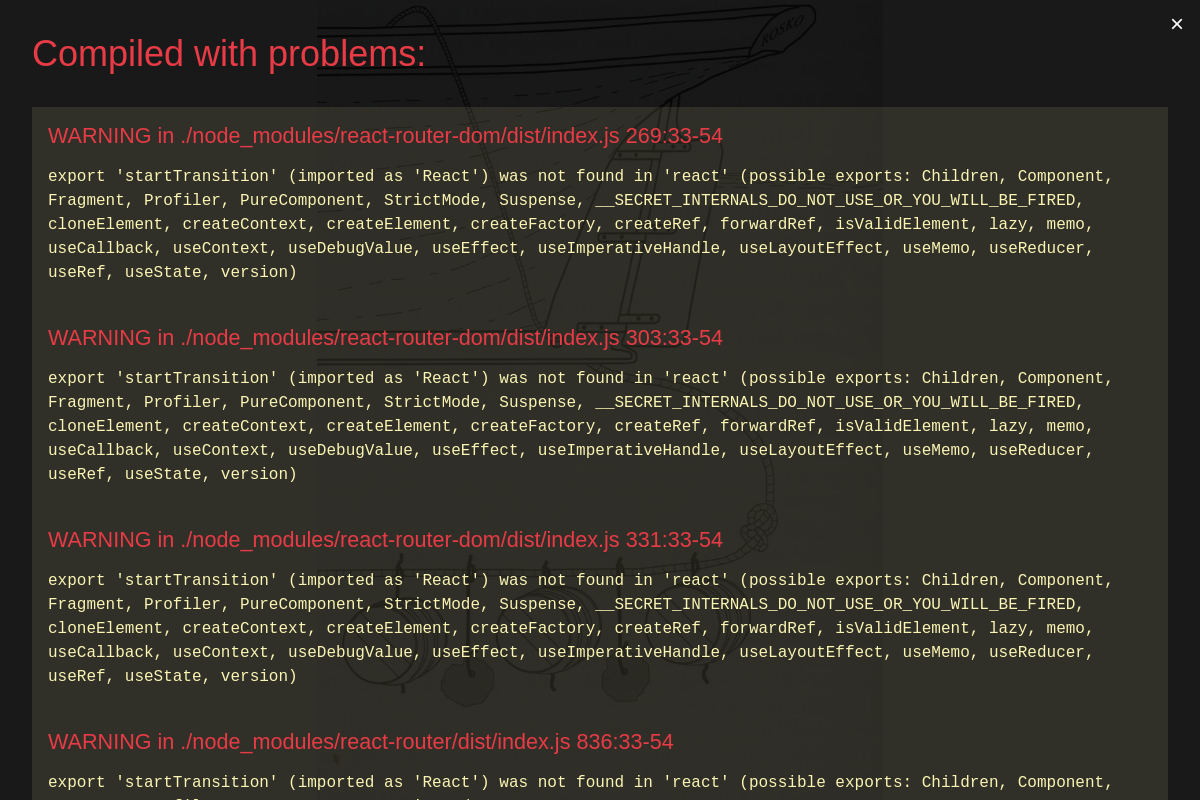 ROSKO
Compiled with problems:
×
WARNING in ./node_modules/react-router-dom/dist/index.js 269:33-54
export 'startTransition' (imported as 'React') was not found in 'react' (possible exports: Children, Component,
Fragment, Profiler, PureComponent, StrictMode, Suspense, __SECRET_INTERNALS_DO_NOT_USE_OR_YOU_WILL_BE_FIRED,
cloneElement, createContext, createElement, createFactory, createRef, forwardRef, isValidElement, lazy, memo,
useCallback, useContext, useDebugValue, useEffect, useImperativeHandle, useLayoutEffect, useMemo, useReducer,
useRef, useState, version)
WARNING in ./node_modules/react-router-dom/dist/index.js 303:33-54
export 'startTransition' (imported as 'React') was not found in 'react' (possible exports: Children, Component,
Fragment, Profiler, PureComponent, StrictMode, Suspense, __SECRET_INTERNALS_DO_NOT_USE_OR_YOU_WILL_BE_FIRED,
cloneElement, createContext, createElement, createFactory, createRef, forwardRef, isValidElement, lazy, memo,
useCallback, useContext, useDebugValue, useEffect, useImperativeHandle, useLayoutEffect, useMemo, useReducer,
useRef, useState, version)
WARNING in ./node_modules/react-router-dom/dist/index.js 331:33-54
export 'startTransition' (imported as 'React') was not found in 'react' (possible exports: Children, Component,
Fragment, Profiler, PureComponent, StrictMode, Suspense, __SECRET_INTERNALS_DO_NOT_USE_OR_YOU_WILL_BE_FIRED,
cloneElement, createContext, createElement, createFactory, createRef, forwardRef, isValidElement, lazy, memo,
useCallback, useContext, useDebugValue, useEffect, useImperativeHandle, useLayoutEffect, useMemo, useReducer,
useRef, useState, version)
WARNING in ./node_modules/react-router/dist/index.js 836:33-54
export 'startTransition' (imported as 'React') was not found in 'react' (possible exports: Children, Component,